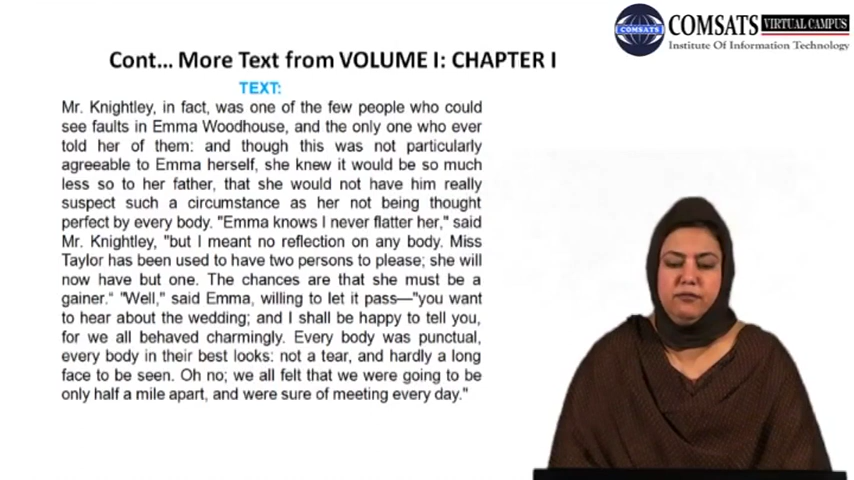 COMSATS VIRTUAL CAMPUS
Institute Of Information Technology
COMSATS
Cont... More Text from VOLUME I: CHAPTER I
TEXT:
Mr. Knightley, in fact, was one of the few people who could
see faults in Emma Woodhouse, and the only one who ever
told her of them: and though this was not particularly
agreeable to Emma herself, she knew it would be so much
less so to her father, that she would not have him really
suspect such a circumstance as her not being thought
perfect by every body. "Emma knows I never flatter her," said
Mr. Knightley, "but I meant no reflection on any body. Miss
Taylor has been used to have two persons to please; she will
now have but one. The chances are that she must be a
gainer." "Well," said Emma, willing to let it pass—"you want
to hear about the wedding; and I shall be happy to tell you,
for we all behaved charmingly. Every body was punctual,
every body in their best looks: not a tear, and hardly a long
face to be seen. Oh no; we all felt that we were going to be
only half a mile apart, and were sure of meeting every day."